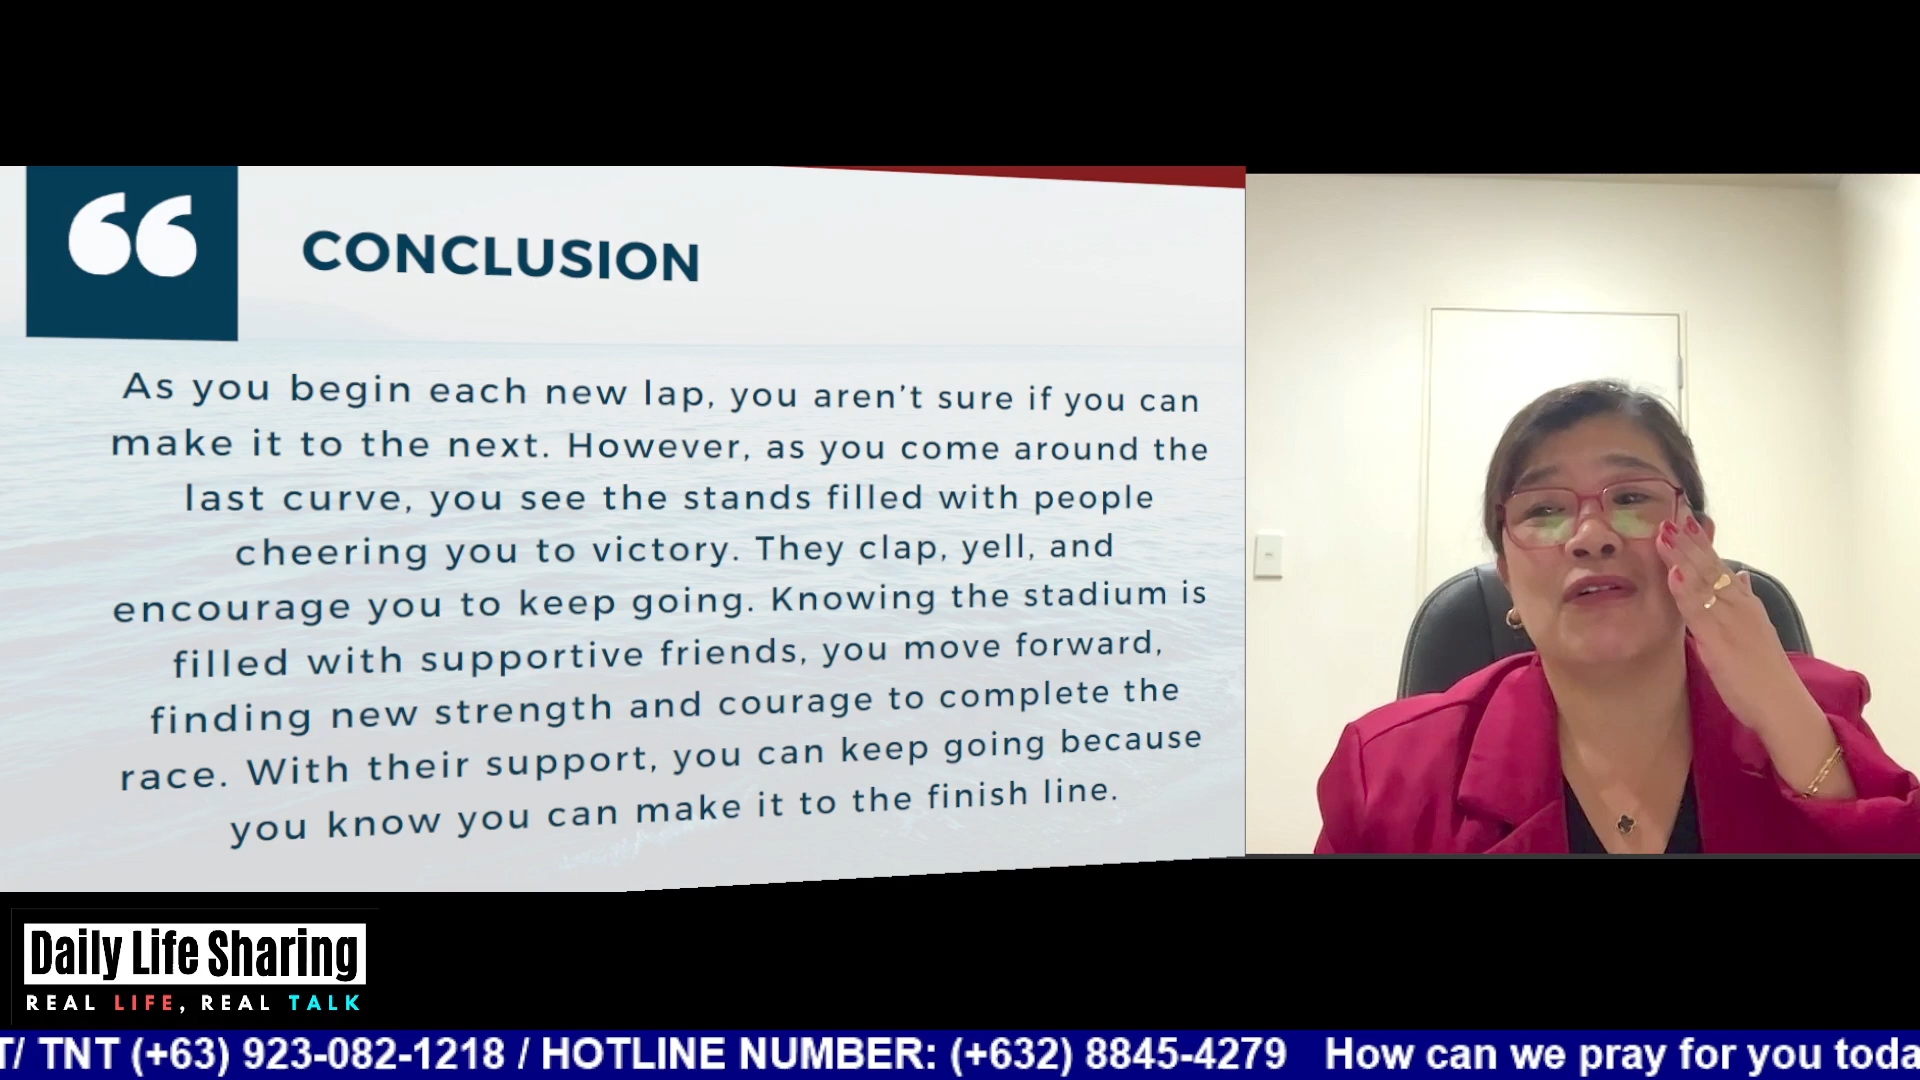 CONCLUSION
As you begin each new lap, you aren’t sure if you can
make it to the next. However, as you come around the
last curve, you see the stands filled with people
cheering you to victory. They clap, yell, and
encourage you to keep going. Knowing the stadium is
filled with supportive friends, you move forward,
finding new strength and courage to complete the
race. With their support, you can keep going because
you know you can make it to the finish line.
Daily Life Sharing
REAL LIFE, REAL TALK
T/ TNT (+63) 923-082-1218 / HOTLINE NUMBER: (+632) 8845-4279 How can we pray for you toda